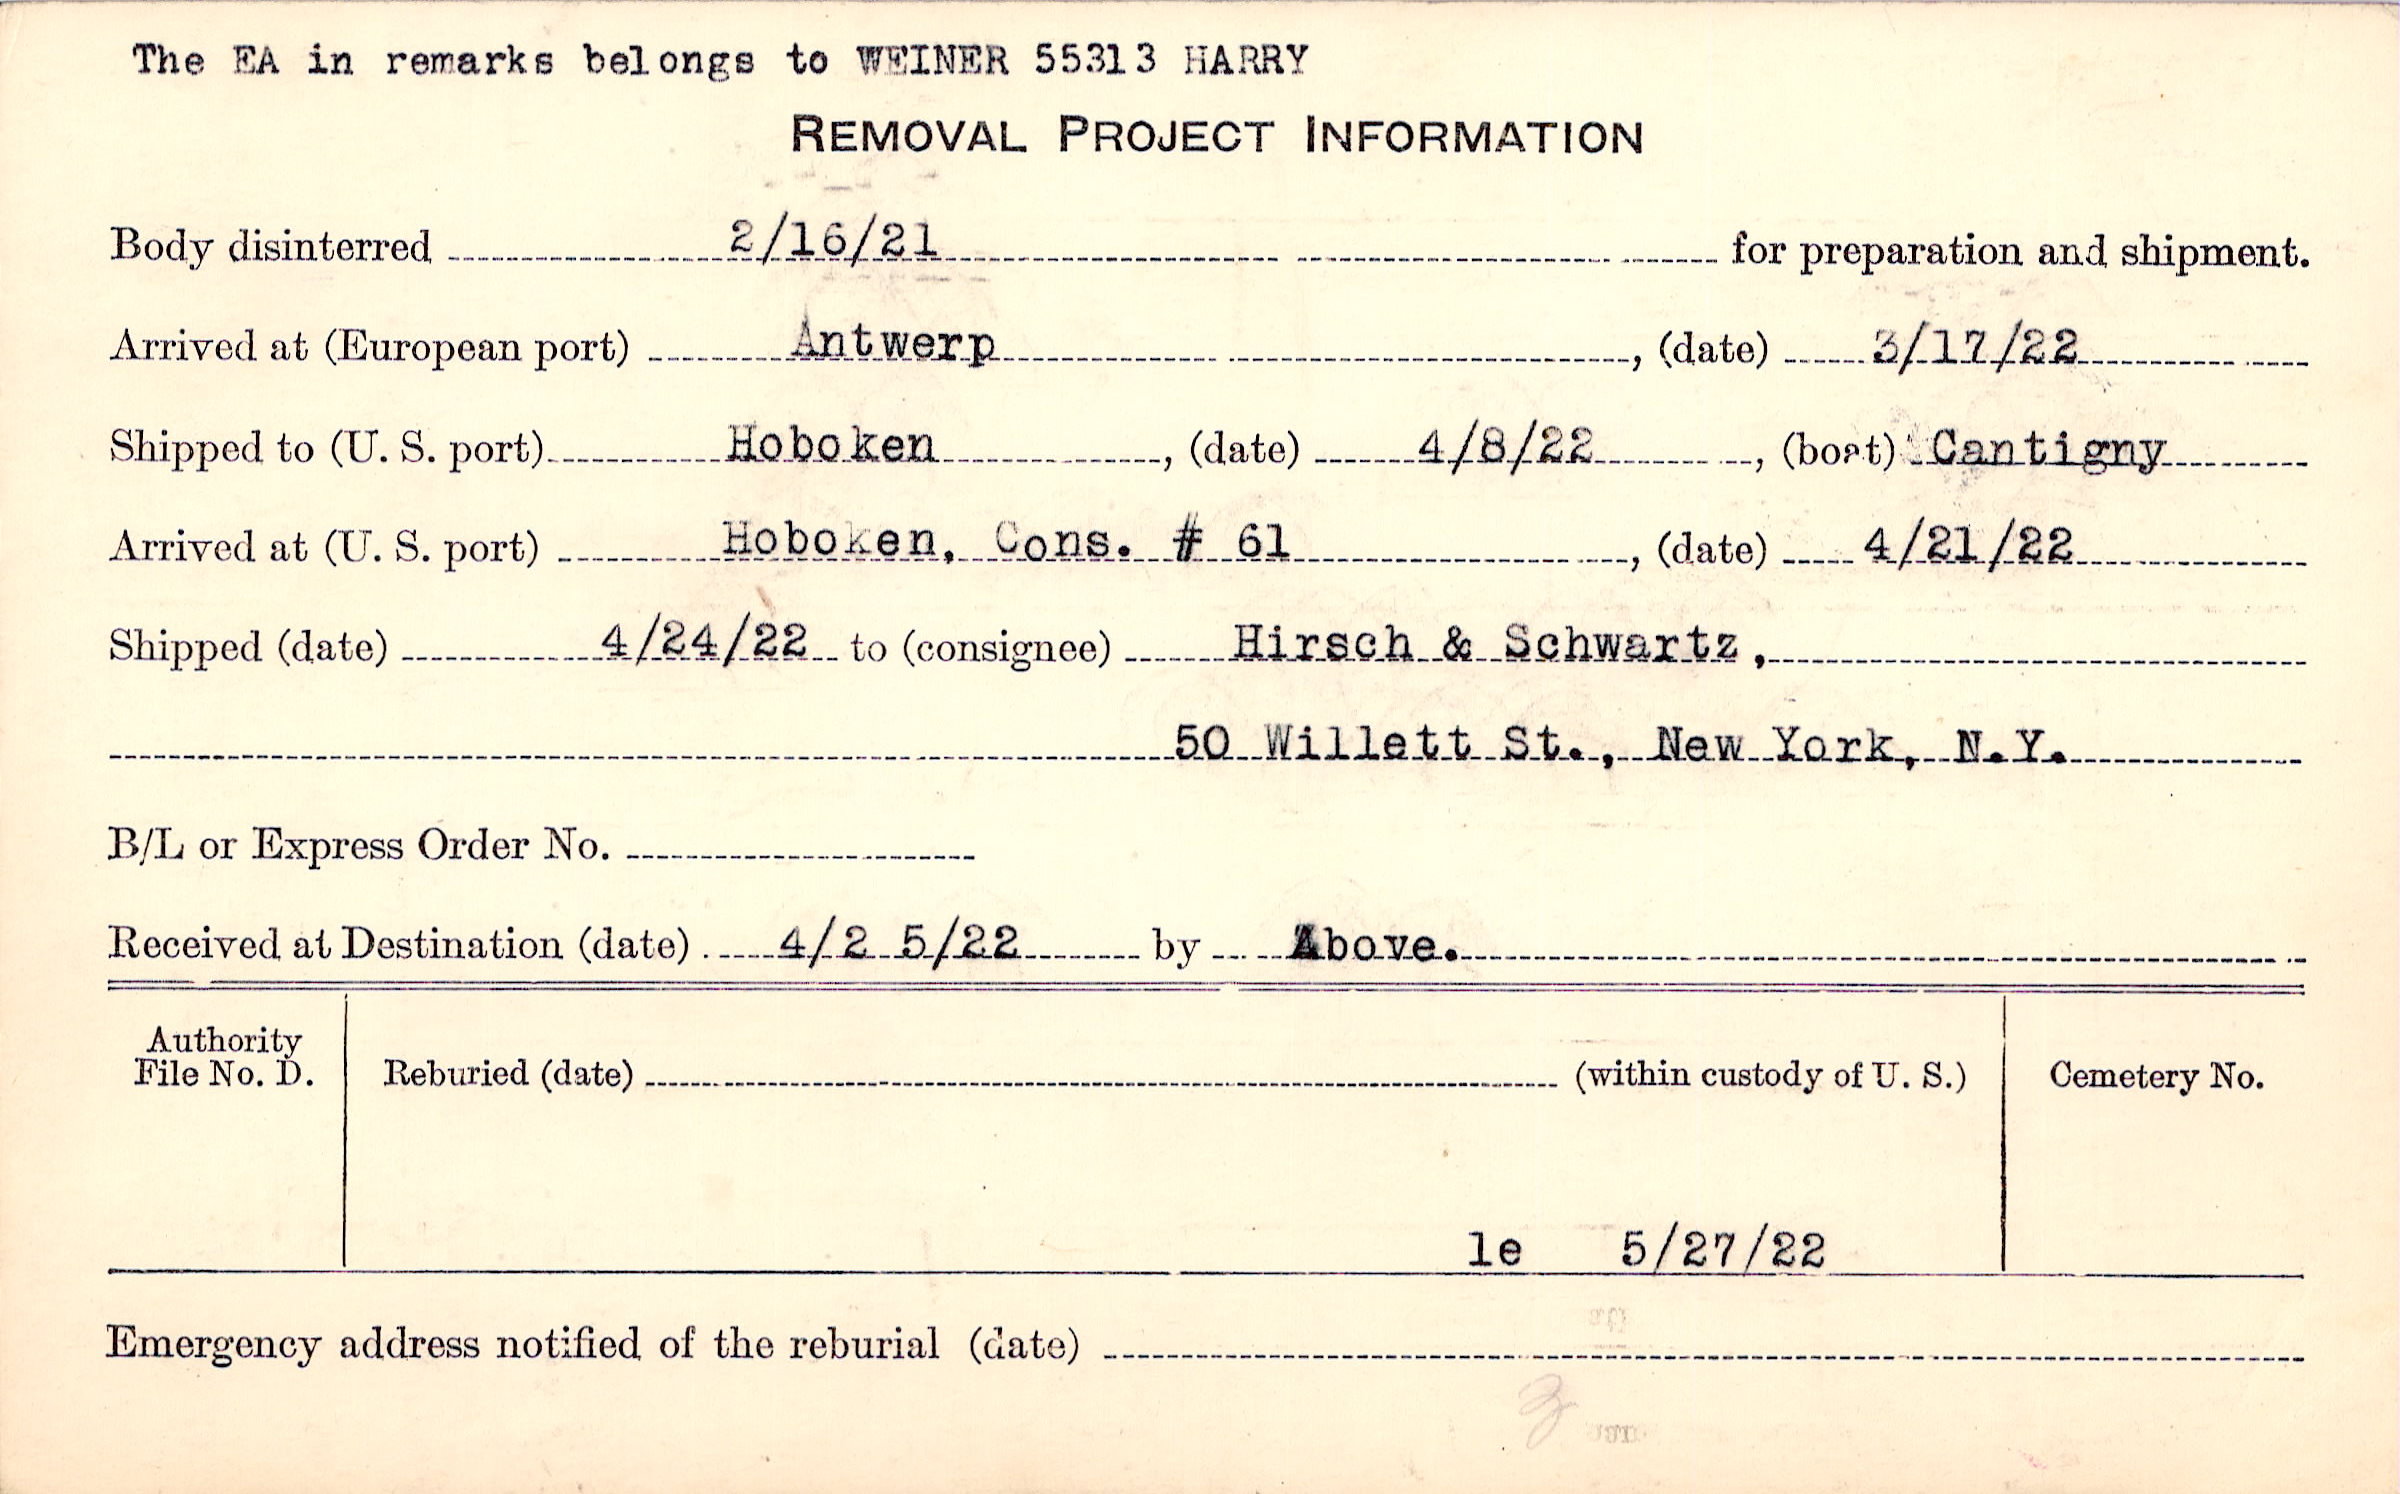 The EA in remarks belongs to WEINER 55313 HARRY
REMOVAL PROJECT INFORMATION
Body disinterred 2/16/21 for preparation and shipment.
Arrived at (European port) Antwerp, (date) 3/17/22
Shipped to (U. S. port) Hoboken, (date) 4/8/22, (boat) Cantigny
Arrived at (U. S. port) Hoboken, Cons. # 61, (date) 4/21/22
Shipped (date) 4/24/22 to (consignee) Hirsch & Schwartz,
50 Willett St., New York, N.Y.
B/L or Express Order No.
Received at Destination (date) 4/2 5/22 by Above.
Authority
File No. D. Reburied (date) (within custody of U. S.) Cemetery No.
le 5/27/22
Emergency address notified of the reburial (date)